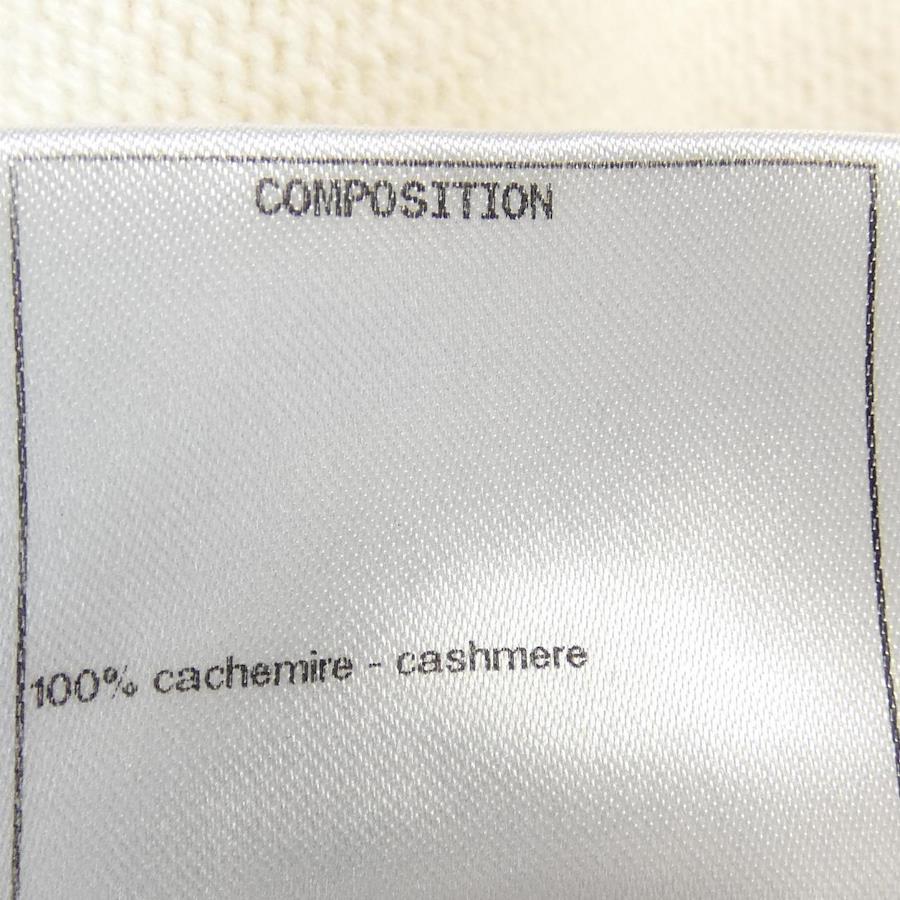 COMPOSITION
100% cachemire - cashmere